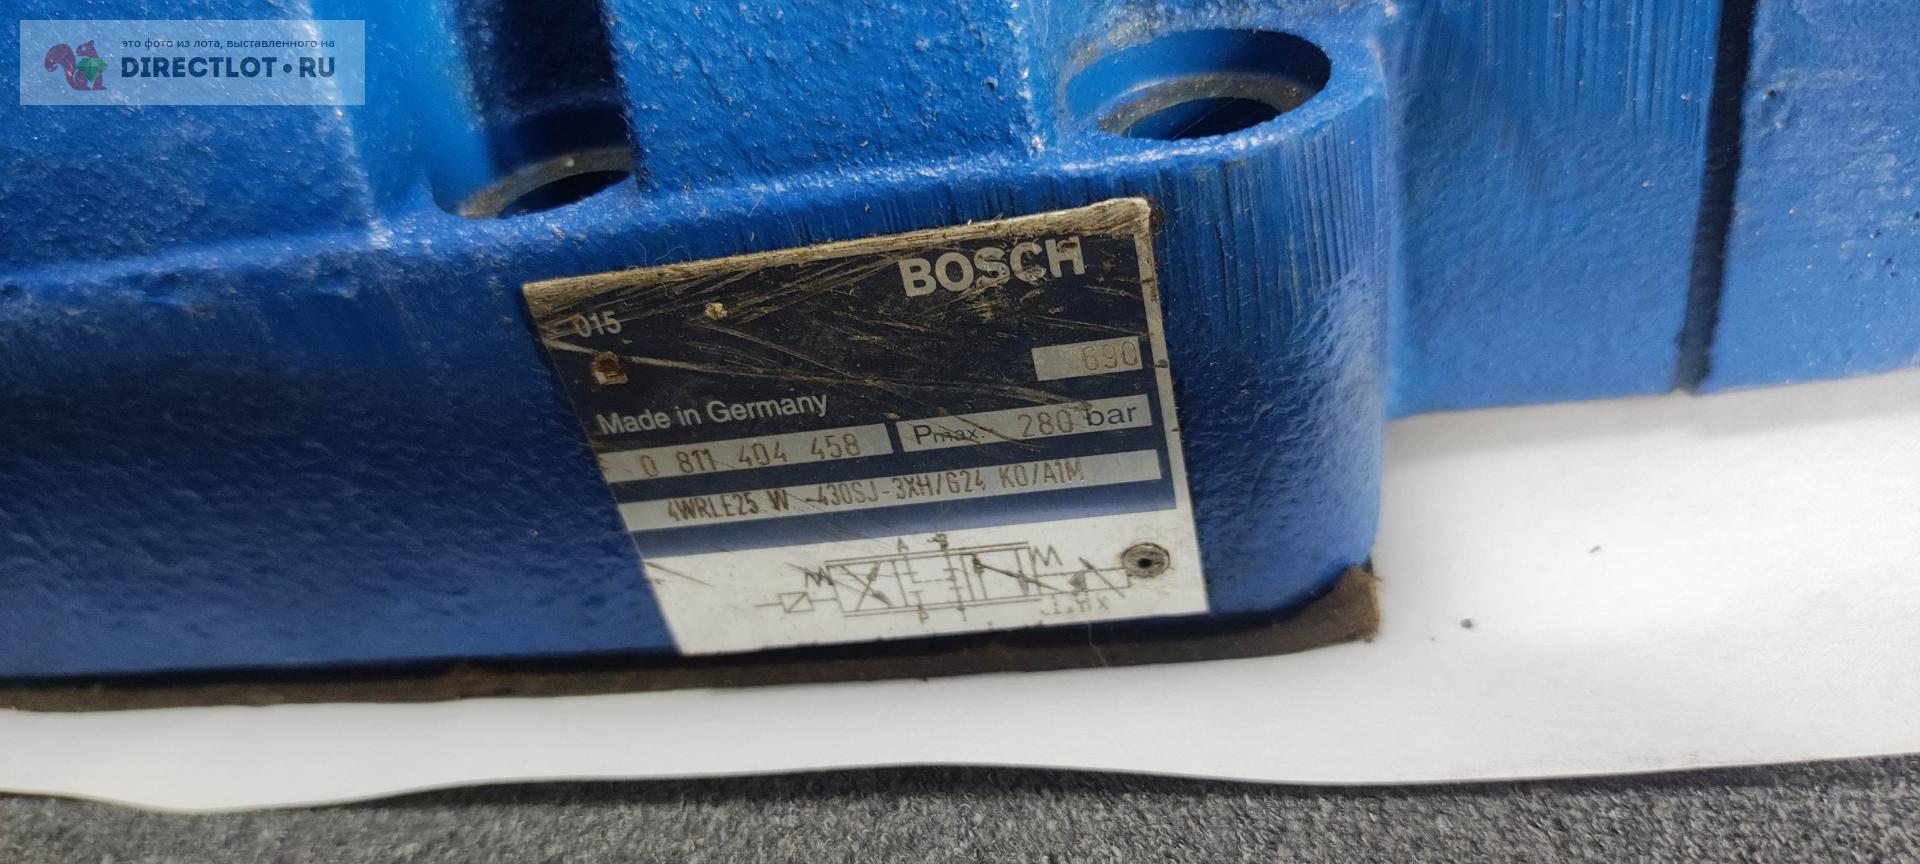 это фото из лота, выставленного на
DIRECTLOT•RU
BOSCH
015
690
Made in Germany
0 811 404 458 Pmax. 280 bar
4WRLE25 W -430SJ-3XH/G24 K0/A1M
A B
P T